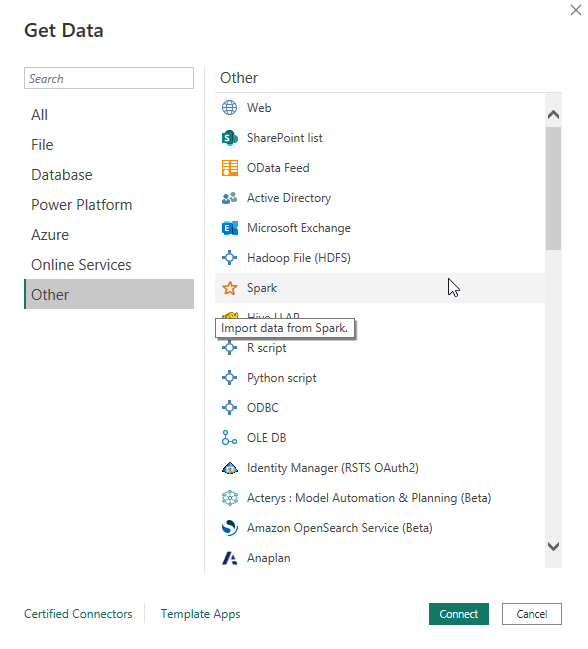 Get Data
Search
All
File
Database
Power Platform
Azure
Online Services
Other
Other
Web
SharePoint list
OData Feed
Active Directory
Microsoft Exchange
Hadoop File (HDFS)
Spark
Hive LLAP
Import data from Spark.
R script
Python script
ODBC
OLE DB
Identity Manager (RSTS OAuth2)
Acterys : Model Automation & Planning (Beta)
Amazon OpenSearch Service (Beta)
Anaplan
Certified Connectors
Template Apps
Connect
Cancel